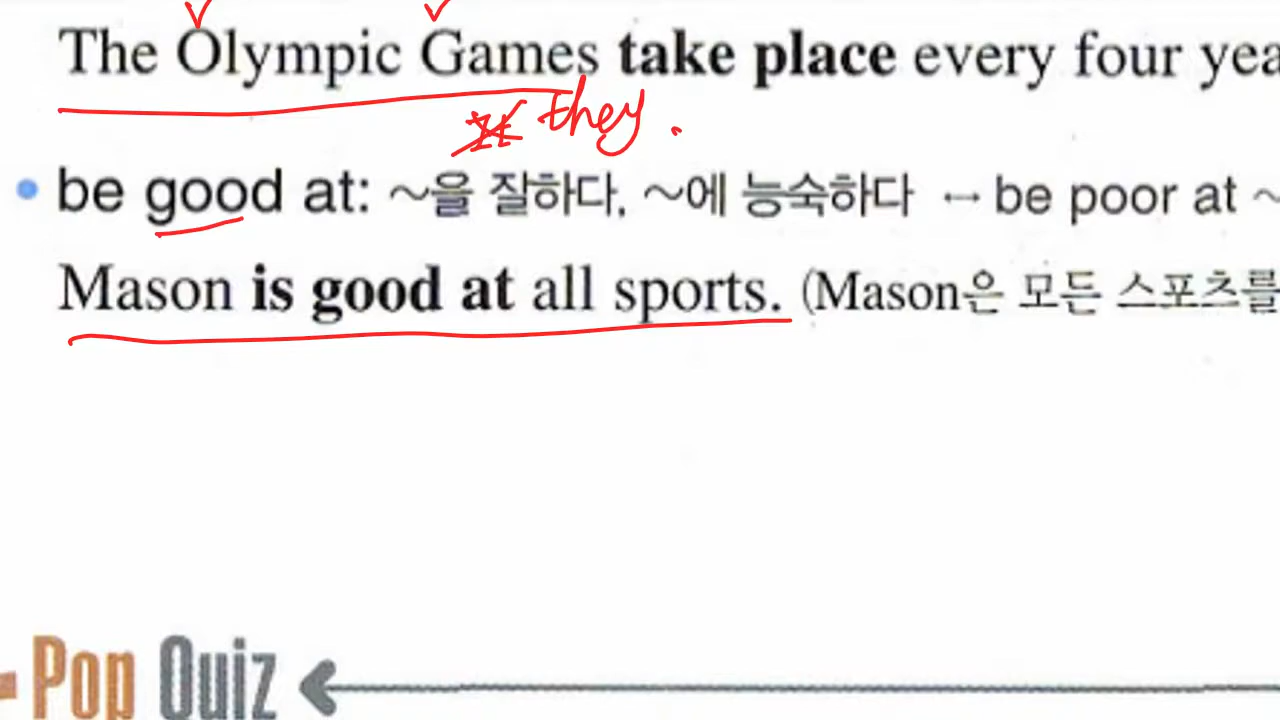 The Olympic Games take place every four yea
It they.
be good at: ~을 잘하다, ~에 능숙하다 ↔ be poor at ~
Mason is good at all sports. (Mason은 모든 스포츠를
Pop Quiz